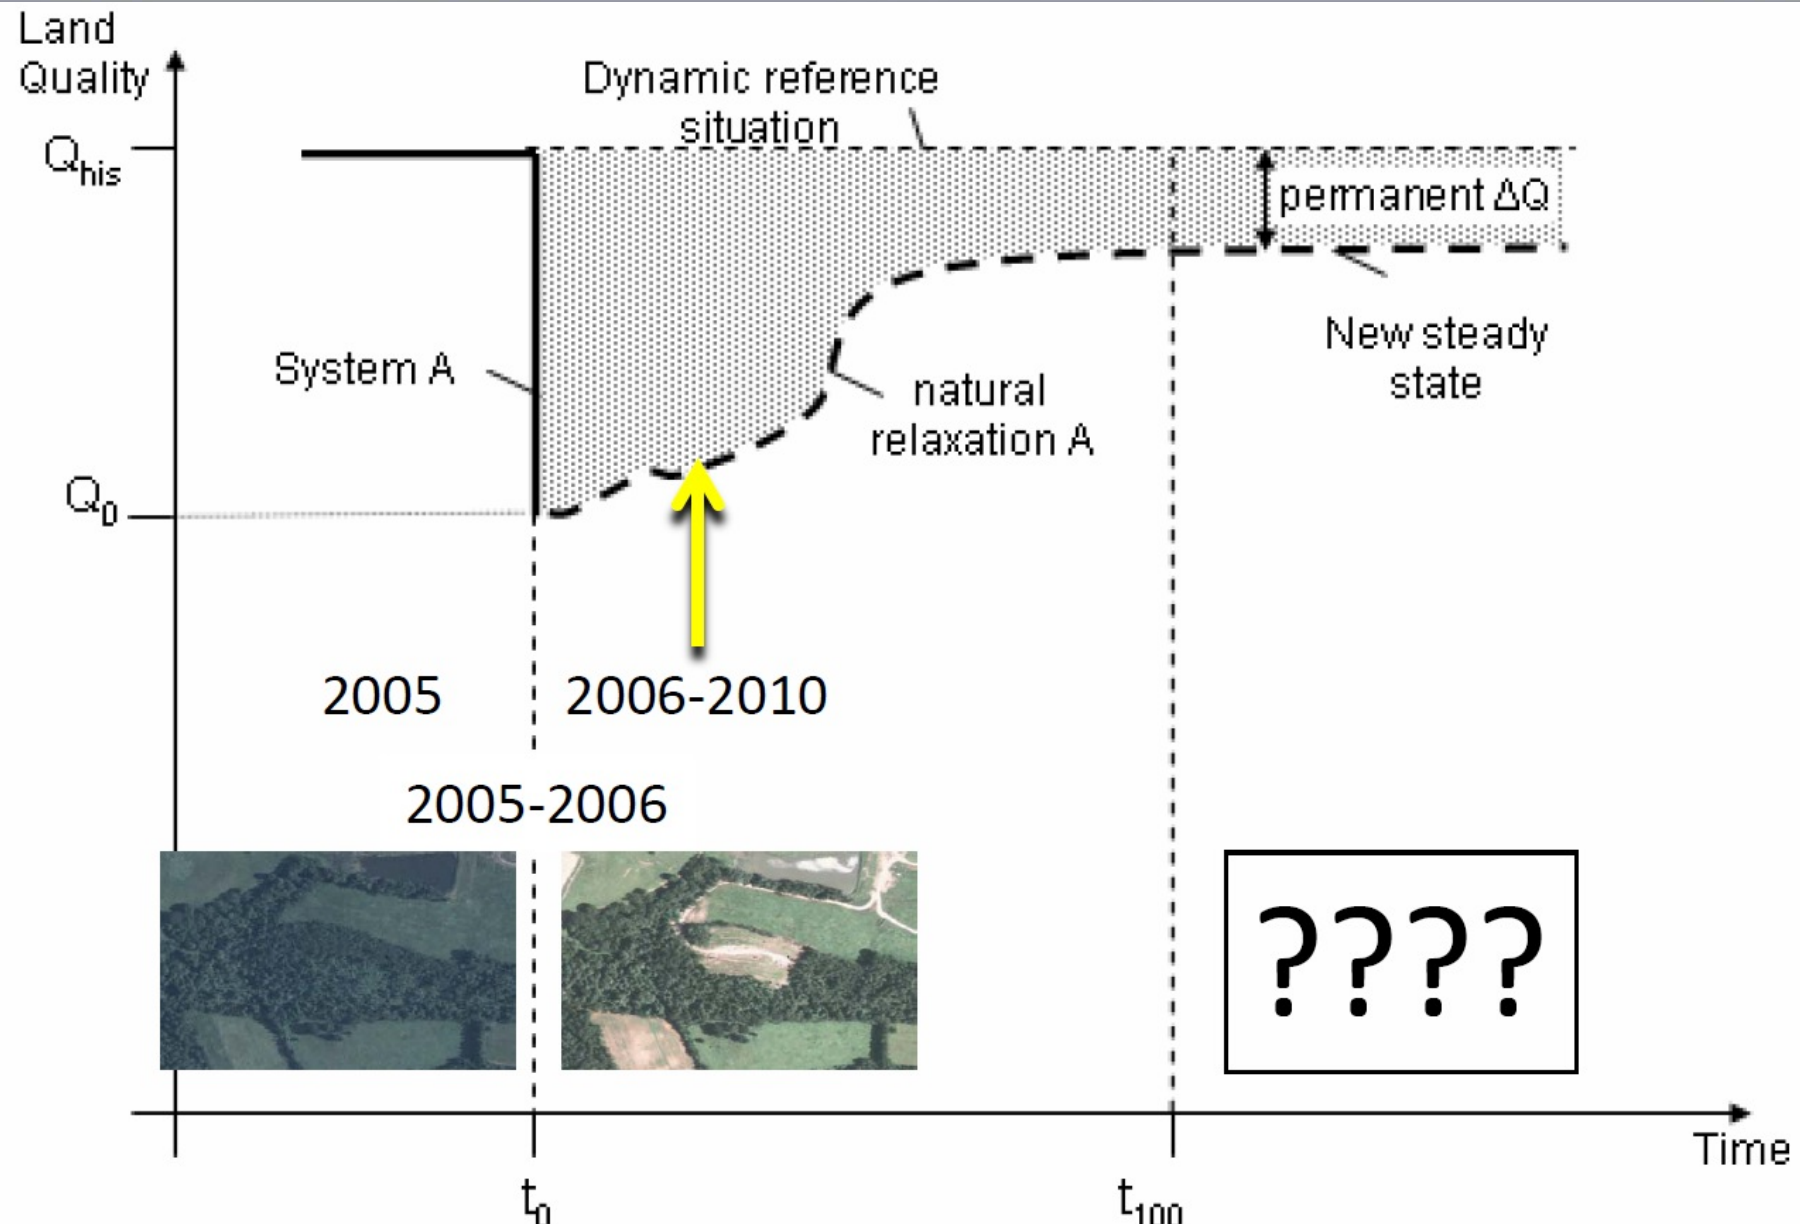 Land
Quality
Dynamic reference
situation
Qhis
permanent ΔQ
New steady
state
System A
natural
relaxation A
Q0
2005
2006-2010
2005-2006
????
Time
t0
t100